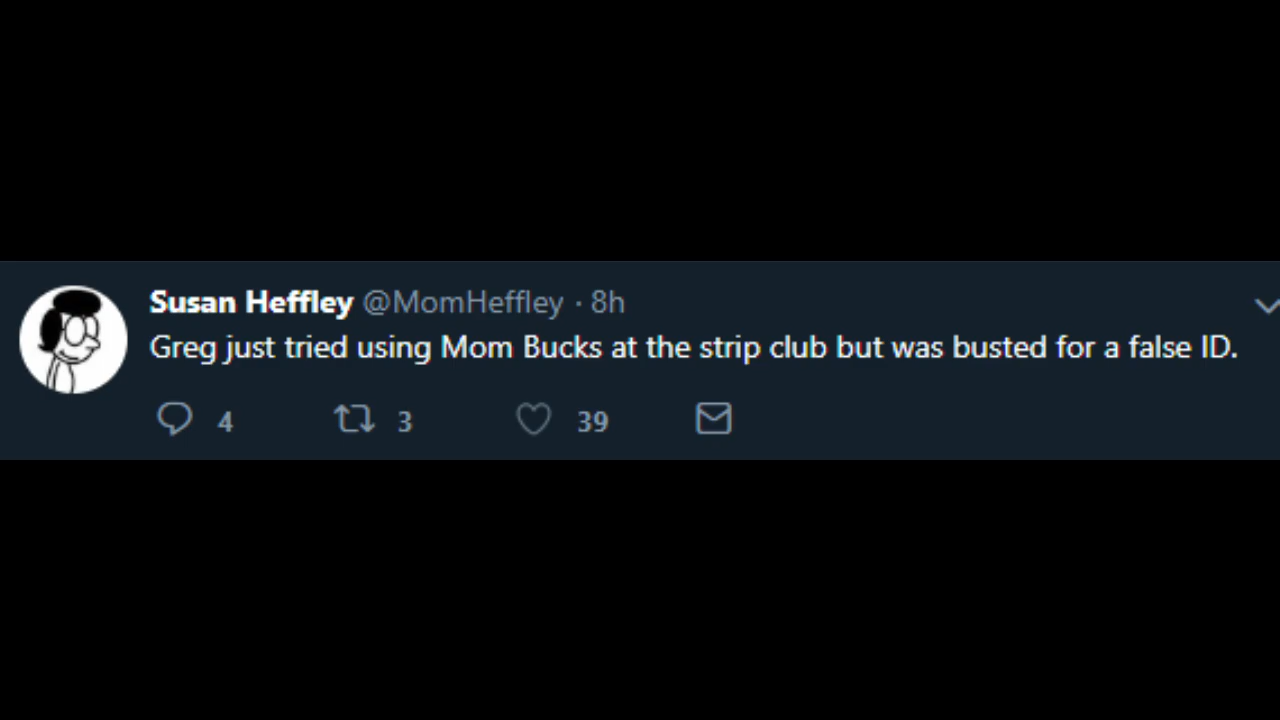 Susan Heffley @MomHeffley · 8h
Greg just tried using Mom Bucks at the strip club but was busted for a false ID.
4 3 39